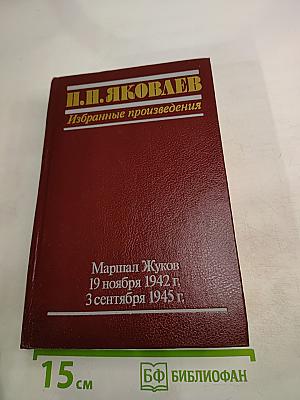 Н.Н. ЯКОВЛЕВ
Избранные произведения
Маршал Жуков
19 ноября 1942 г.
3 сентября 1945 г.
15 см
БФ БИБЛИОФАН